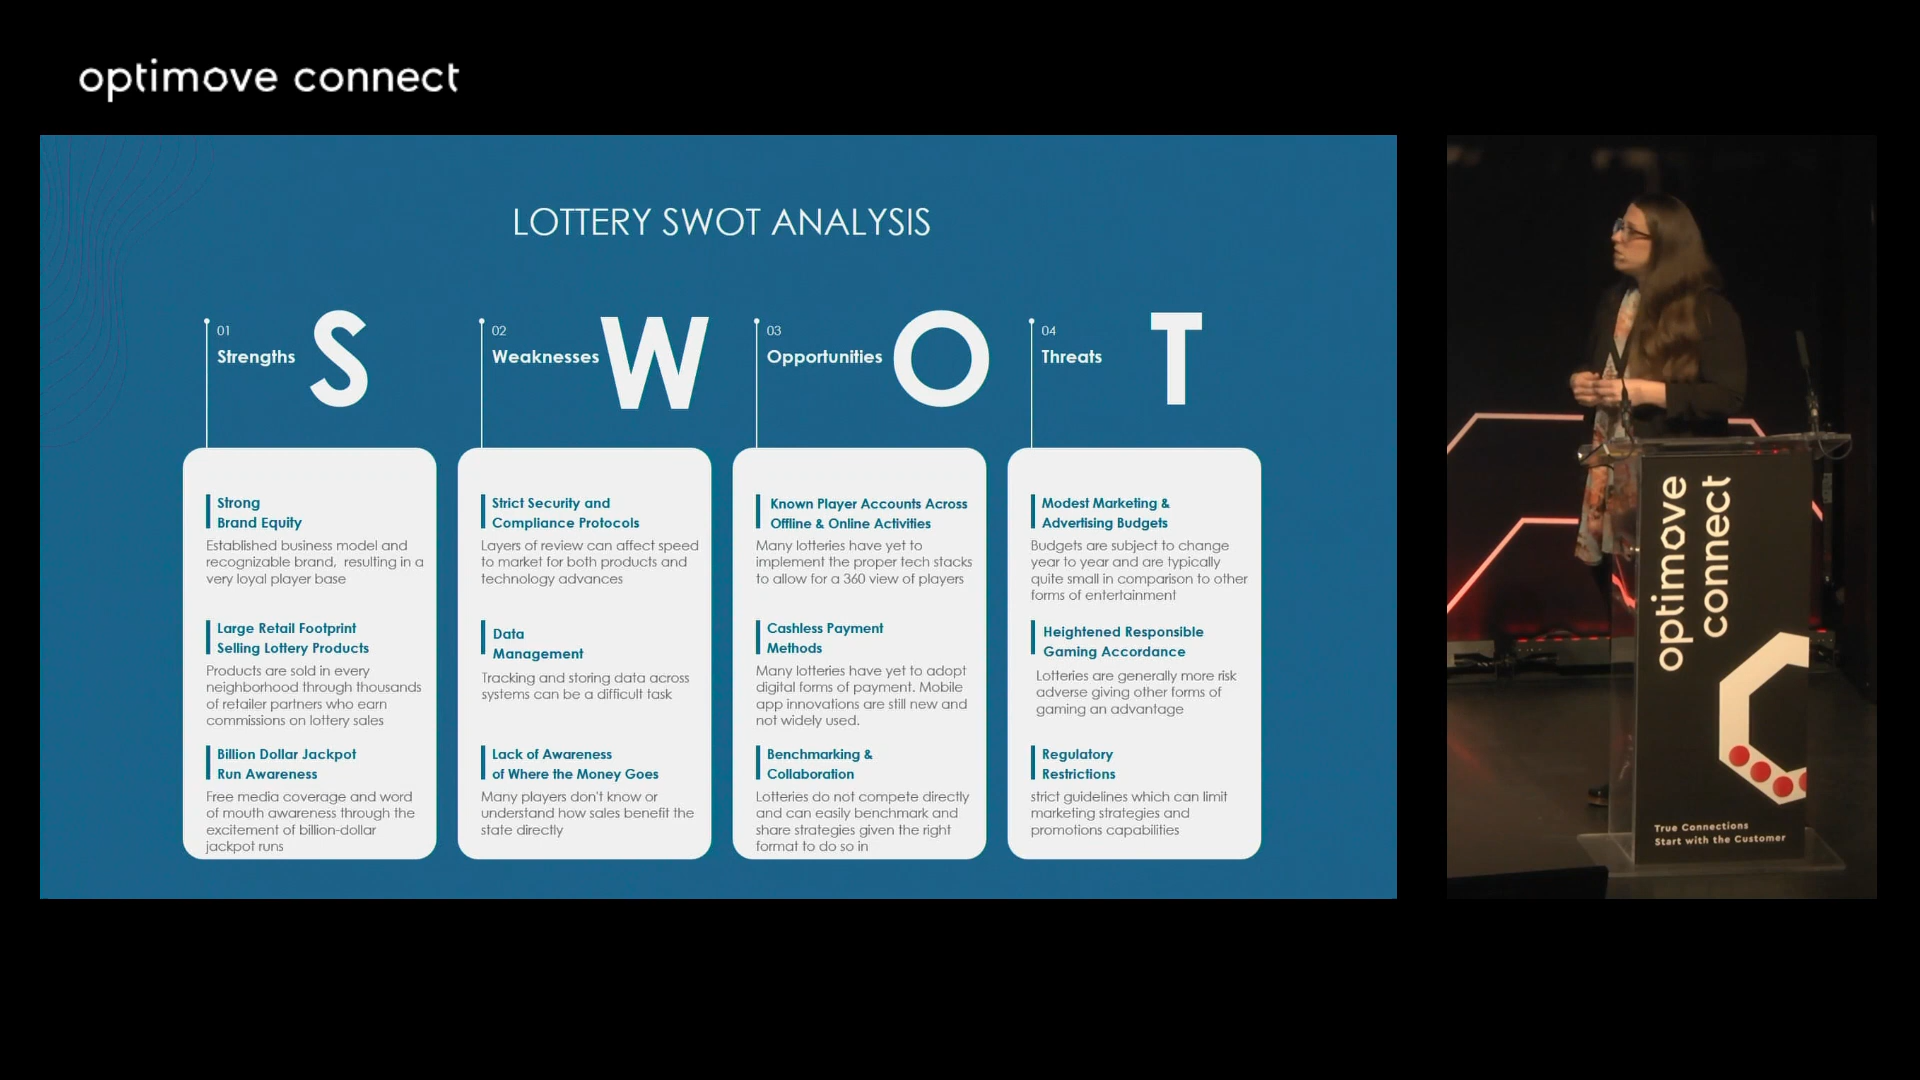 optimove connect
LOTTERY SWOT ANALYSIS
01
Strengths
S
Strong
Brand Equity
Established business model and
recognizable brand, resulting in a
very loyal player base
Large Retail Footprint
Selling Lottery Products
Products are sold in every
neighborhood through thousands
of retailer partners who earn
commissions on lottery sales
Billion Dollar Jackpot
Run Awareness
Free media coverage and word
of mouth awareness through the
excitement of billion-dollar
jackpot runs
02
Weaknesses
W
Strict Security and
Compliance Protocols
Layers of review can affect speed
to market for both products and
technology advances
Data
Management
Tracking and storing data across
systems can be a difficult task
Lack of Awareness
of Where the Money Goes
Many players don't know or
understand how sales benefit the
state directly
03
Opportunities
O
Known Player Accounts Across
Offline & Online Activities
Many lotteries have yet to
implement the proper tech stacks
to allow for a 360 view of players
Cashless Payment
Methods
Many lotteries have yet to adopt
digital forms of payment. Mobile
app innovations are still new and
not widely used.
Benchmarking &
Collaboration
Lotteries do not compete directly
and can easily benchmark and
share strategies given the right
format to do so in
04
Threats
T
Modest Marketing &
Advertising Budgets
Budgets are subject to change
year to year and are typically
quite small in comparison to other
forms of entertainment
Heightened Responsible
Gaming Accordance
Lotteries are generally more risk
adverse giving other forms of
gaming an advantage
Regulatory
Restrictions
strict guidelines which can limit
marketing strategies and
promotions capabilities
optimove
connect
True Connections
Start with the Customer